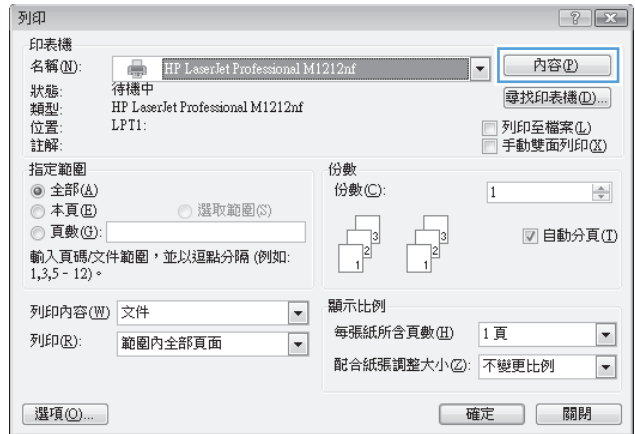 列印
印表機
名稱(N): HP LaserJet Professional M1212nf 內容(P)
狀態: 待機中 尋找印表機(D)...
類型: HP LaserJet Professional M1212nf
位置: LPT1: 列印至檔案(L)
註解: 手動雙面列印(X)
指定範圍
全部(A)
本頁(E) 選取範圍(S)
頁數(G):
輸入頁碼/文件範圍，並以逗點分隔 (例如:
1,3,5 - 12)。
份數
份數(C): 1
1 2 3 1 2 3 自動分頁(T)
列印內容(W) 文件
列印(R): 範圍內全部頁面
顯示比例
每張紙所含頁數(H) 1 頁
配合紙張調整大小(Z): 不變更比例
選項(O)... 確定 關閉